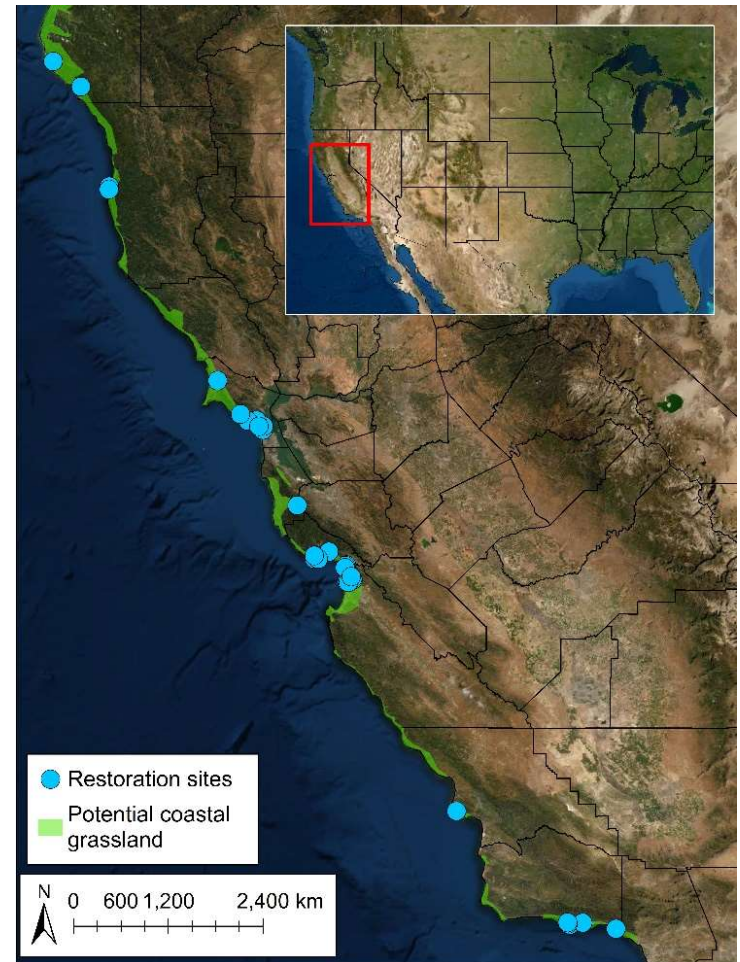 Restoration sites
Potential coastal
grassland
N
0 600 1,200 2,400 km